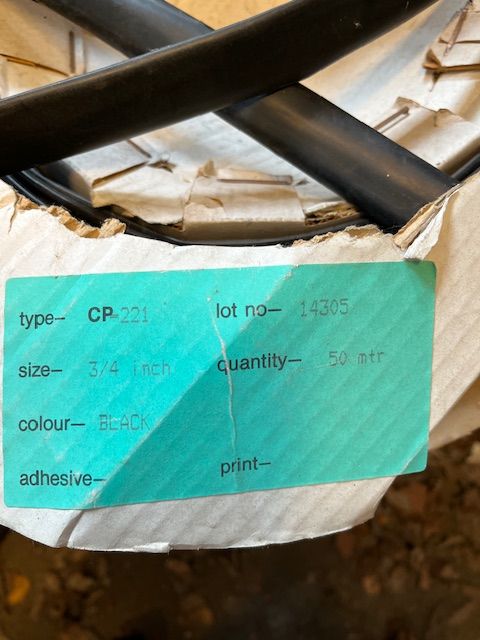 type— CP-221 lot no— 14305
size— 3/4 inch quantity— 50 mtr
colour— BLACK
adhesive— print—